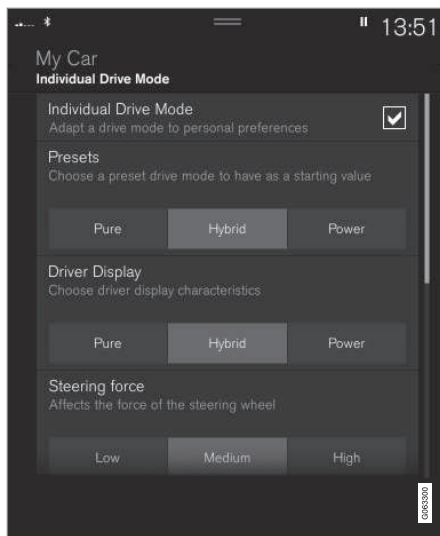 13:51
My Car
Individual Drive Mode
Individual Drive Mode
Adapt a drive mode to personal preferences
Presets
Choose a preset drive mode to have as a starting value
Pure Hybrid Power
Driver Display
Choose driver display characteristics
Pure Hybrid Power
Steering force
Affects the force of the steering wheel
Low Medium High
G063300